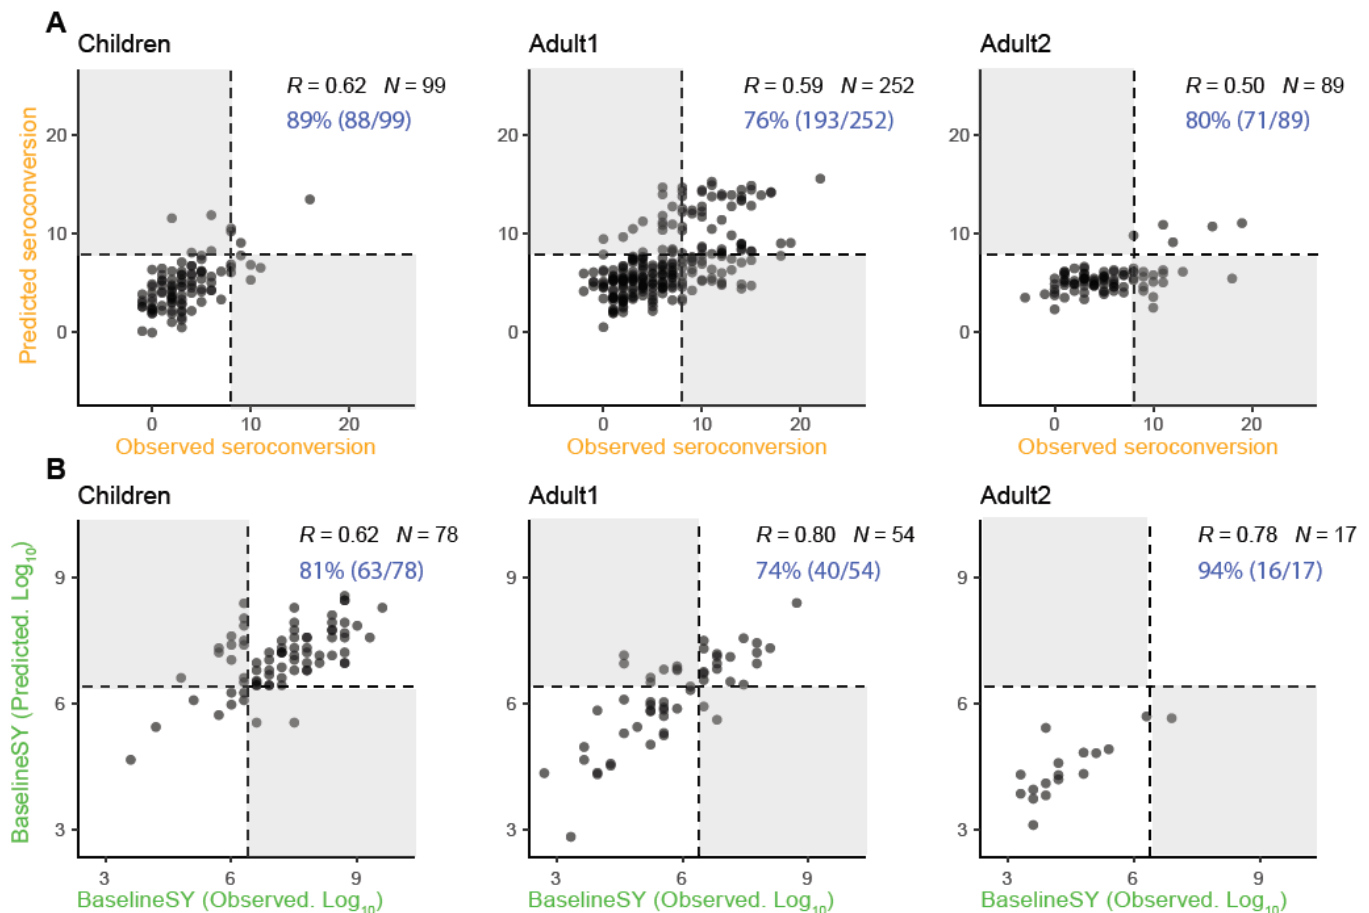 A
Children
Adult1
Adult2
R = 0.62 N = 99
89% (88/99)
R = 0.59 N = 252
76% (193/252)
R = 0.50 N = 89
80% (71/89)
Predicted seroconversion
20
10
0
20
10
0
20
10
0
0 10 20
0 10 20
0 10 20
Observed seroconversion
Observed seroconversion
Observed seroconversion
B
Children
Adult1
Adult2
R = 0.62 N = 78
81% (63/78)
R = 0.80 N = 54
74% (40/54)
R = 0.78 N = 17
94% (16/17)
BaselineSY (Predicted. Log10)
9
6
3
9
6
3
9
6
3
3 6 9
3 6 9
3 6 9
BaselineSY (Observed. Log10)
BaselineSY (Observed. Log10)
BaselineSY (Observed. Log10)